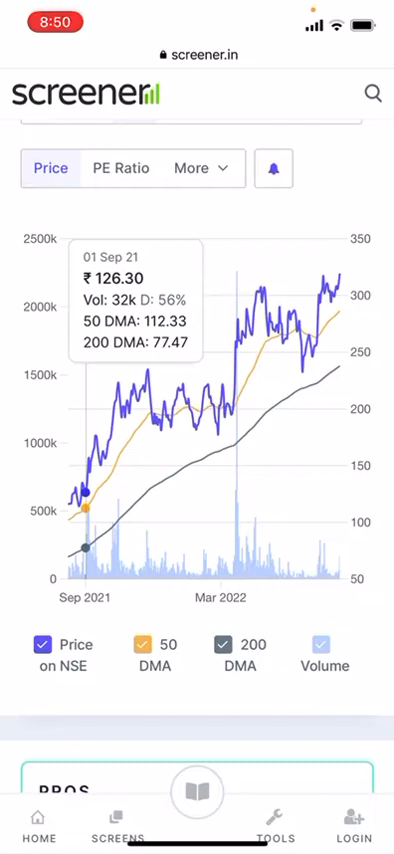 8:50
screener.in
screener
Price PE Ratio More
2500k 350
01 Sep 21
₹ 126.30
Vol: 32k D: 56%
50 DMA: 112.33
200 DMA: 77.47
2000k 300
250
1500k
200
1000k
150
500k 100
0 50
Sep 2021 Mar 2022
Price on NSE
50 DMA
200 DMA
Volume
PROS
HOME SCREENS TOOLS LOGIN